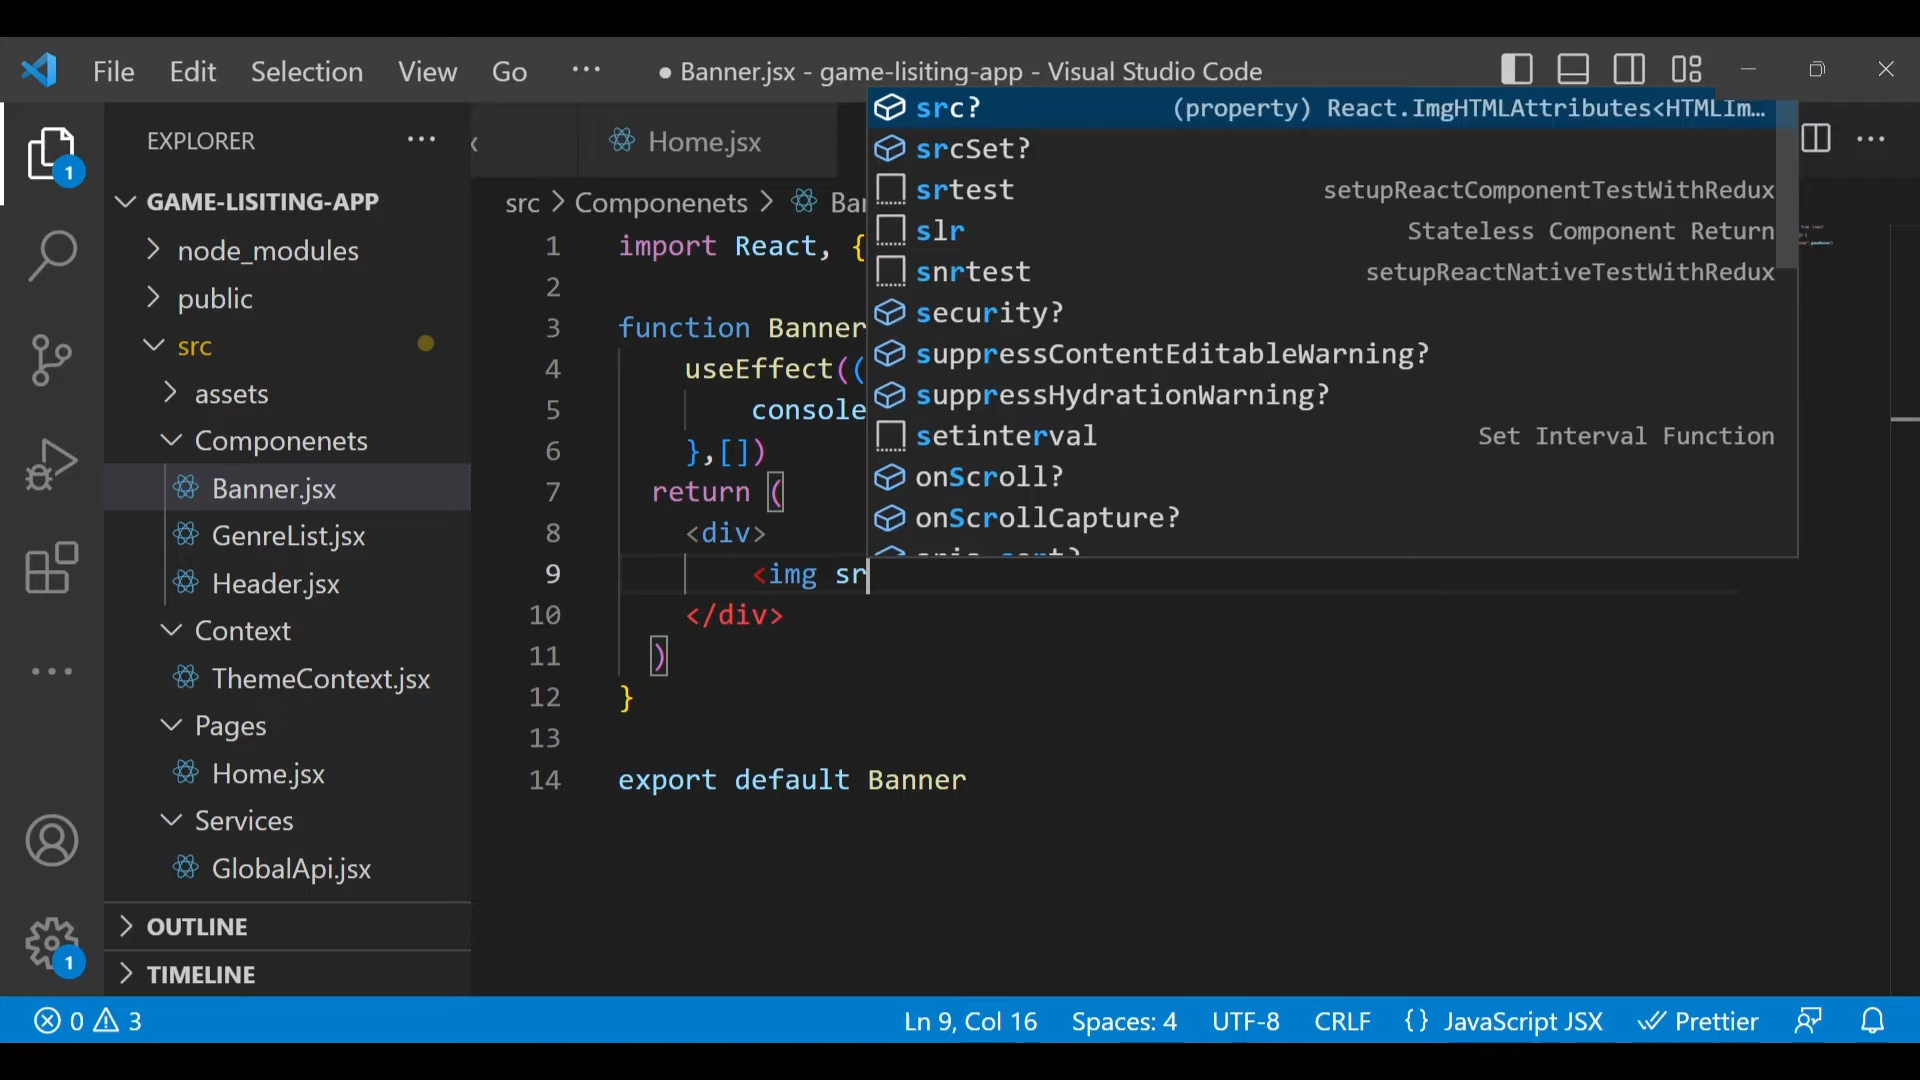 File Edit Selection View Go ··· ● Banner.jsx - game-lisiting-app - Visual Studio Code
EXPLORER ···
Home.jsx
GAME-LISITING-APP
node_modules
public
src
assets
Componenets
Banner.jsx
GenreList.jsx
Header.jsx
Context
ThemeContext.jsx
Pages
Home.jsx
Services
GlobalApi.jsx
OUTLINE
TIMELINE
1
1
src > Componenets >
1 import React, {
2
3 function Banner
4 useEffect((
5 console
6 },[])
7 return (
8 <div>
9 <img sr
10 </div>
11 )
12 }
13
14 export default Banner
src? (property) React.ImgHTMLAttributes<HTMLIm…
srcSet?
srtest setupReactComponentTestWithRedux
slr Stateless Component Return
snrtest setupReactNativeTestWithRedux
security?
suppressContentEditableWarning?
suppressHydrationWarning?
setinterval Set Interval Function
onScroll?
onScrollCapture?
0 3 Ln 9, Col 16 Spaces: 4 UTF-8 CRLF {} JavaScript JSX Prettier